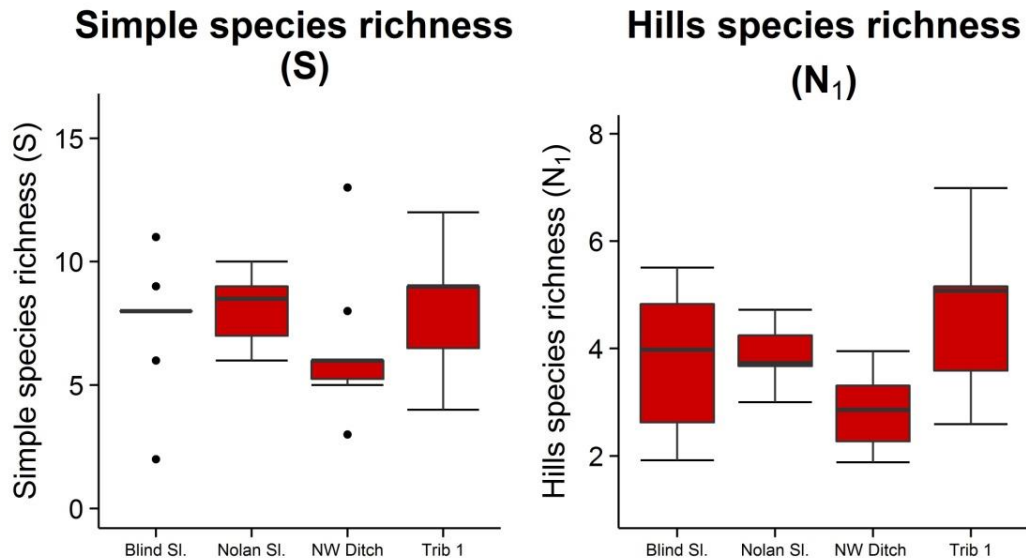 Simple species richness
(S)
Simple species richness (S)
15
10
5
0
Blind Sl. Nolan Sl. NW Ditch Trib 1
Hills species richness
(N₁)
Hills species richness (N₁)
8
6
4
2
Blind Sl. Nolan Sl. NW Ditch Trib 1